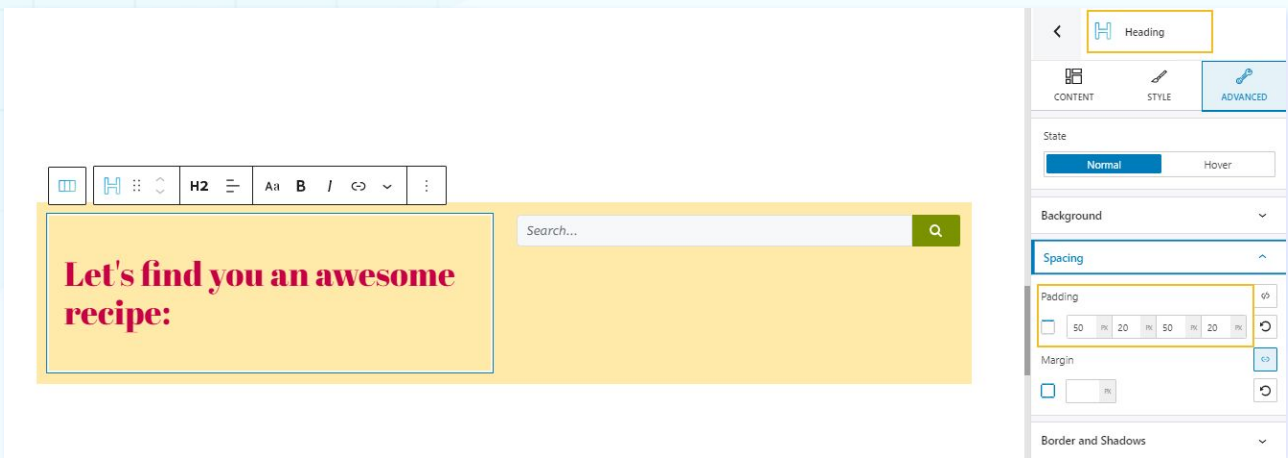 Heading
CONTENT STYLE ADVANCED
State
Normal Hover
H2 Aa B I
Background
Search...
Spacing
Let's find you an awesome
recipe:
Padding
50 PX 20 PX 50 PX 20 PX
Margin
PX
Border and Shadows